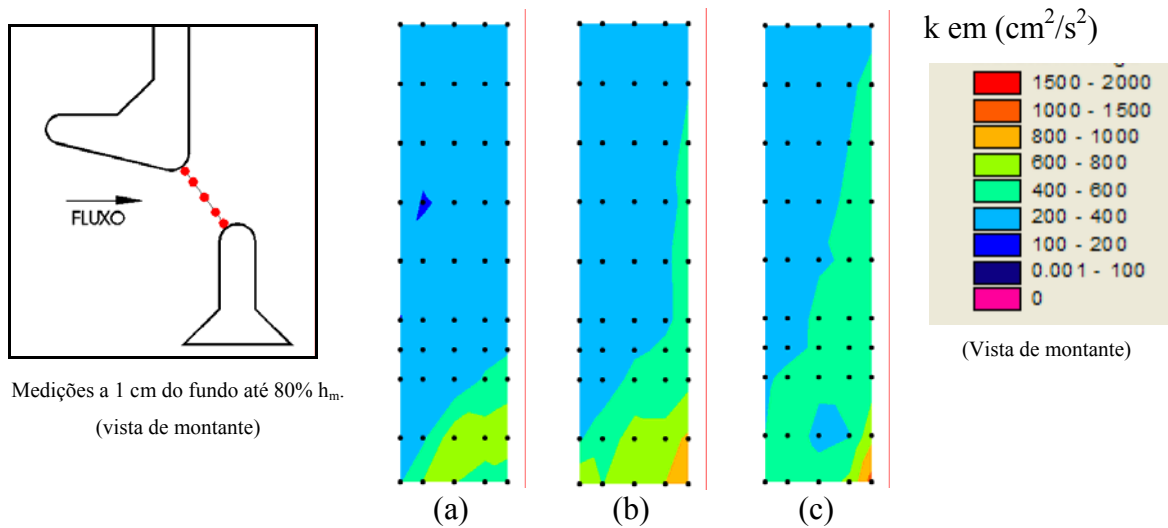 FLUXO
Medições a 1 cm do fundo até 80% hₘ.
(vista de montante)
(a)
(b)
(c)
k em (cm²/s²)
1500 - 2000
1000 - 1500
800 - 1000
600 - 800
400 - 600
200 - 400
100 - 200
0.001 - 100
0
(Vista de montante)